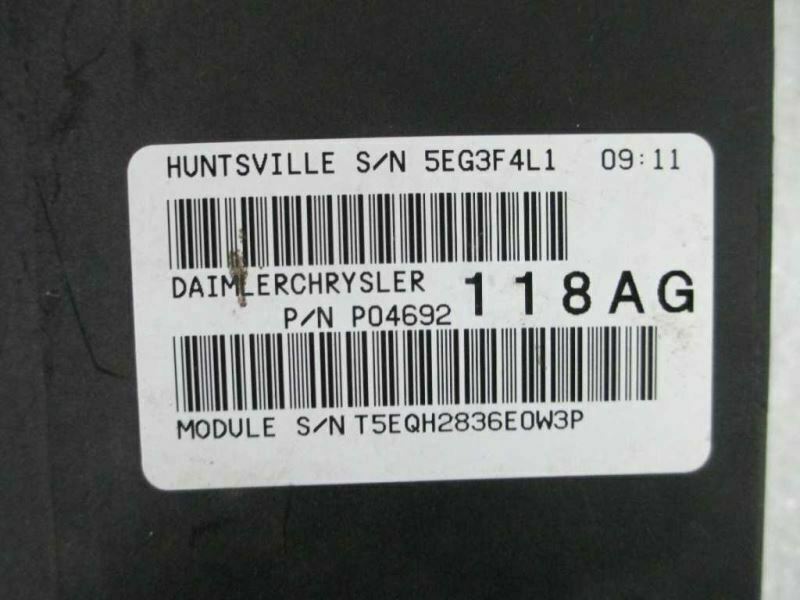 HUNTSVILLE S/N 5EG3F4L1 09:11
DAIMLERCHRYSLER
P/N P04692 118AG
MODULE S/N T5EQH2836E0W3P